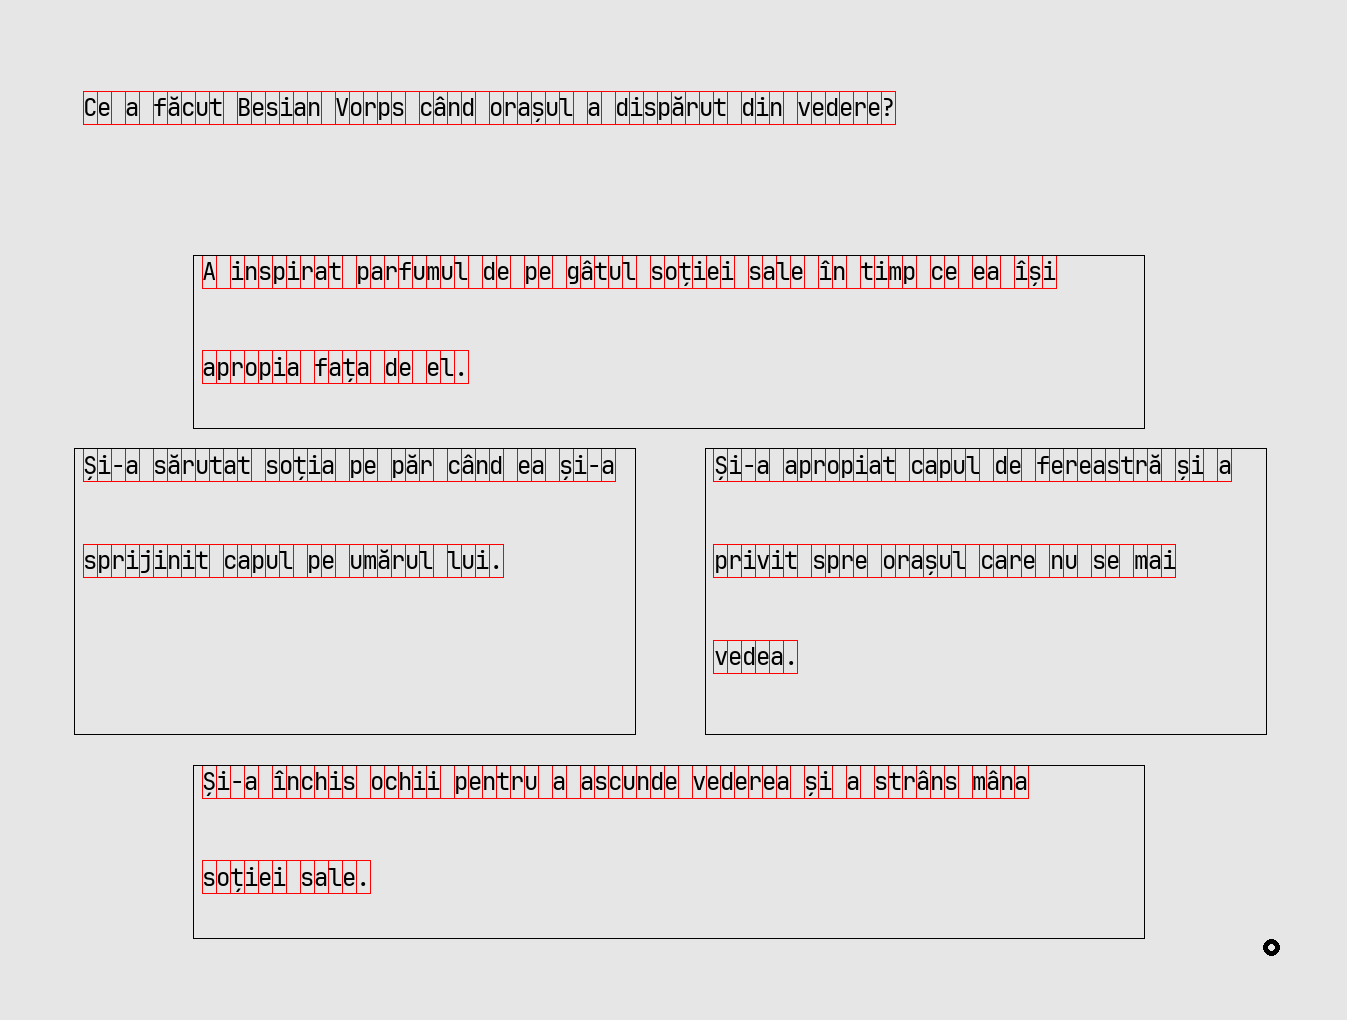 Ce a făcut Besian Vorps când orașul a dispărut din vedere?
A inspirat parfumul de pe gâtul soției sale în timp ce ea își
apropia fața de el.
Și-a sărutat soția pe păr când ea și-a
sprijinit capul pe umărul lui.
Și-a apropiat capul de fereastră și a
privit spre orașul care nu se mai
vedea.
Și-a închis ochii pentru a ascunde vederea și a strâns mâna
soției sale.